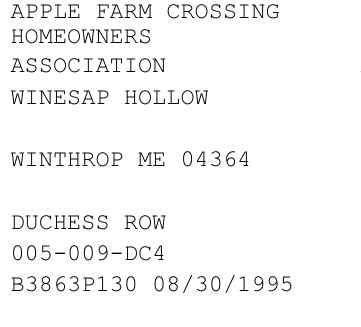 APPLE FARM CROSSING
HOMEOWNERS
ASSOCIATION
WINESAP HOLLOW
WINTHROP ME 04364
DUCHESS ROW
005-009-DC4
B3863P130 08/30/1995